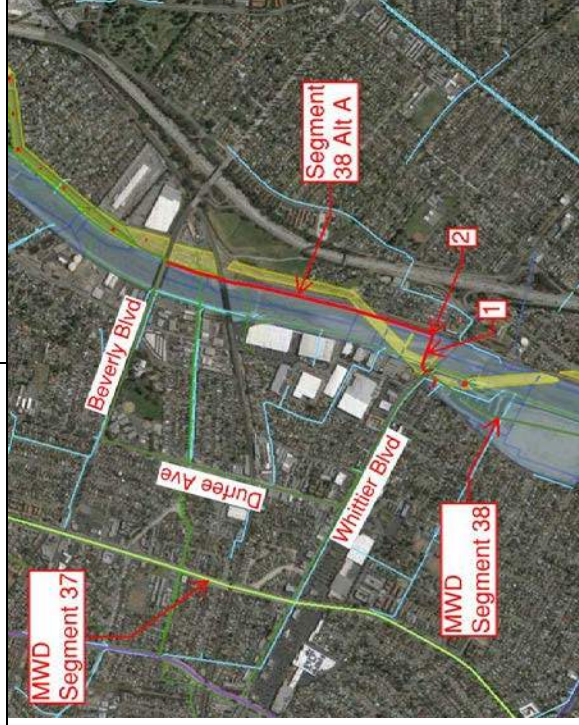 Segment
38 Alt A
2
1
Beverly Blvd
Durfee Ave
Whittier Blvd
MWD
Segment 37
MWD
Segment 38